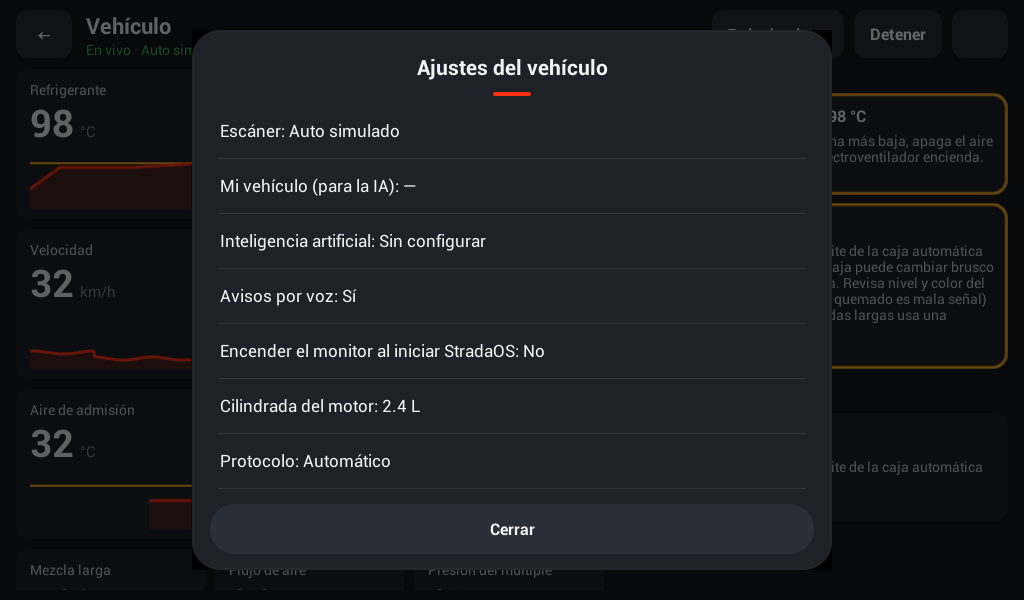 ←
Vehículo
En vivo · Auto sim
Detener
Refrigerante
98 °C
Velocidad
32 km/h
Aire de admisión
32 °C
Mezcla larga
Flujo de aire
Presión del múltiple
Ajustes del vehículo
Escáner: Auto simulado
Mi vehículo (para la IA): —
Inteligencia artificial: Sin configurar
Avisos por voz: Sí
Encender el monitor al iniciar StradaOS: No
Cilindrada del motor: 2.4 L
Protocolo: Automático
Cerrar
98 °C
más baja, apaga el aire
ctroventilador encienda.
ite de la caja automática
aja puede cambiar brusco
. Revisa nivel y color del
quemado es mala señal)
das largas usa una
ite de la caja automática